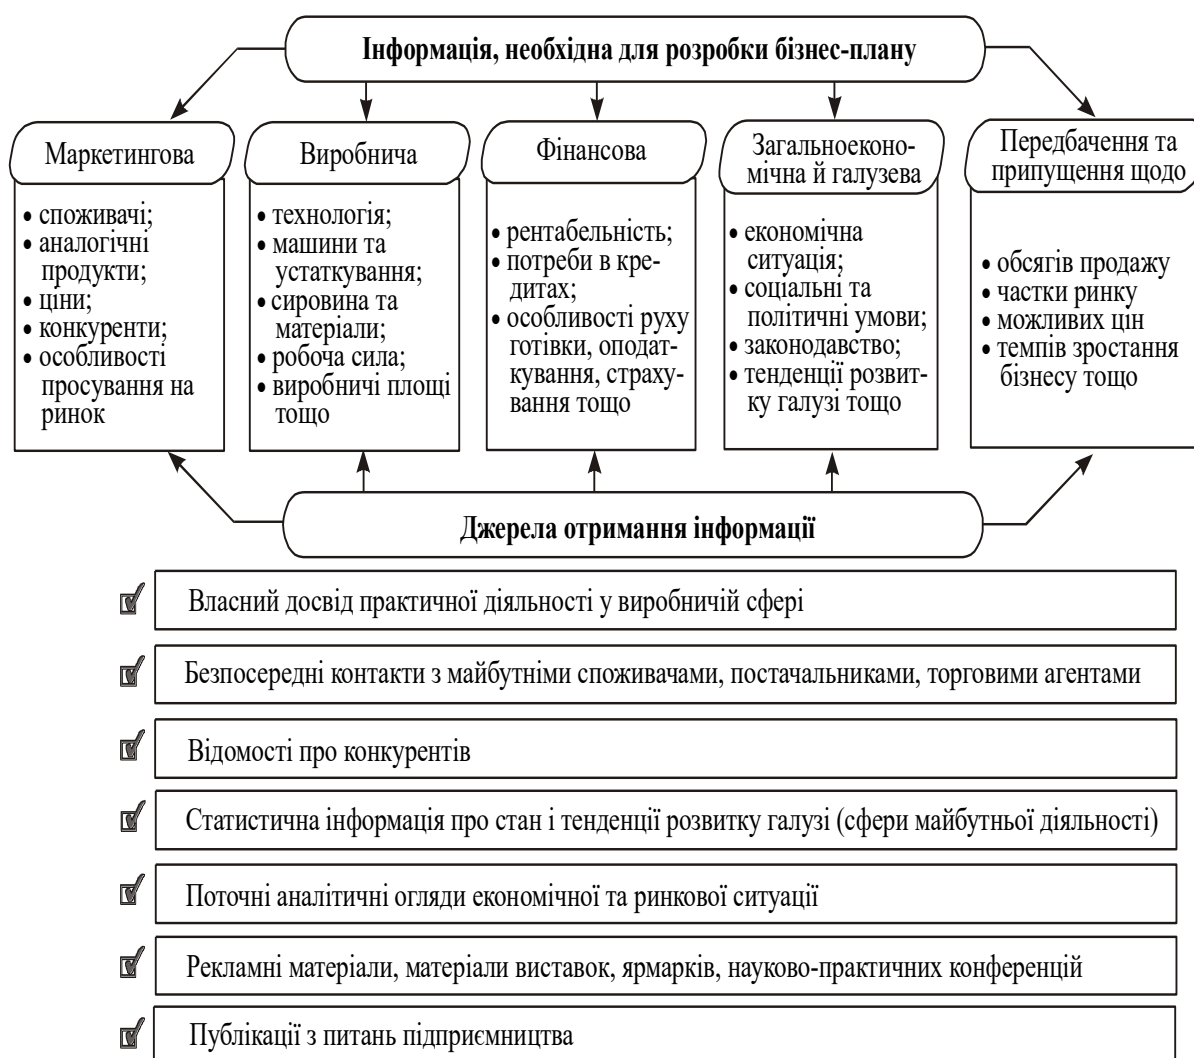 Інформація, необхідна для розробки бізнес-плану
Маркетингова
• споживачі;
• аналогічні
продукти;
• ціни;
• конкуренти;
• особливості
просування на
ринок
Виробнича
• технологія;
• машини та
устаткування;
• сировина та
матеріали;
• робоча сила;
• виробничі площі
тощо
Фінансова
• рентабельність;
• потреби в кре-
дитах;
• особливості руху
готівки, оподат-
кування, страху-
вання тощо
Загальноеконо-
мічна й галузева
• економічна
ситуація;
• соціальні та
політичні умови;
• законодавство;
• тенденції розвит-
ку галузі тощо
Передбачення та
припущення щодо
• обсягів продажу
• частки ринку
• можливих цін
• темпів зростання
бізнесу тощо
Джерела отримання інформації
Власний досвід практичної діяльності у виробничій сфері
Безпосередні контакти з майбутніми споживачами, постачальниками, торговими агентами
Відомості про конкурентів
Статистична інформація про стан і тенденції розвитку галузі (сфери майбутньої діяльності)
Поточні аналітичні огляди економічної та ринкової ситуації
Рекламні матеріали, матеріали виставок, ярмарків, науково-практичних конференцій
Публікації з питань підприємництва